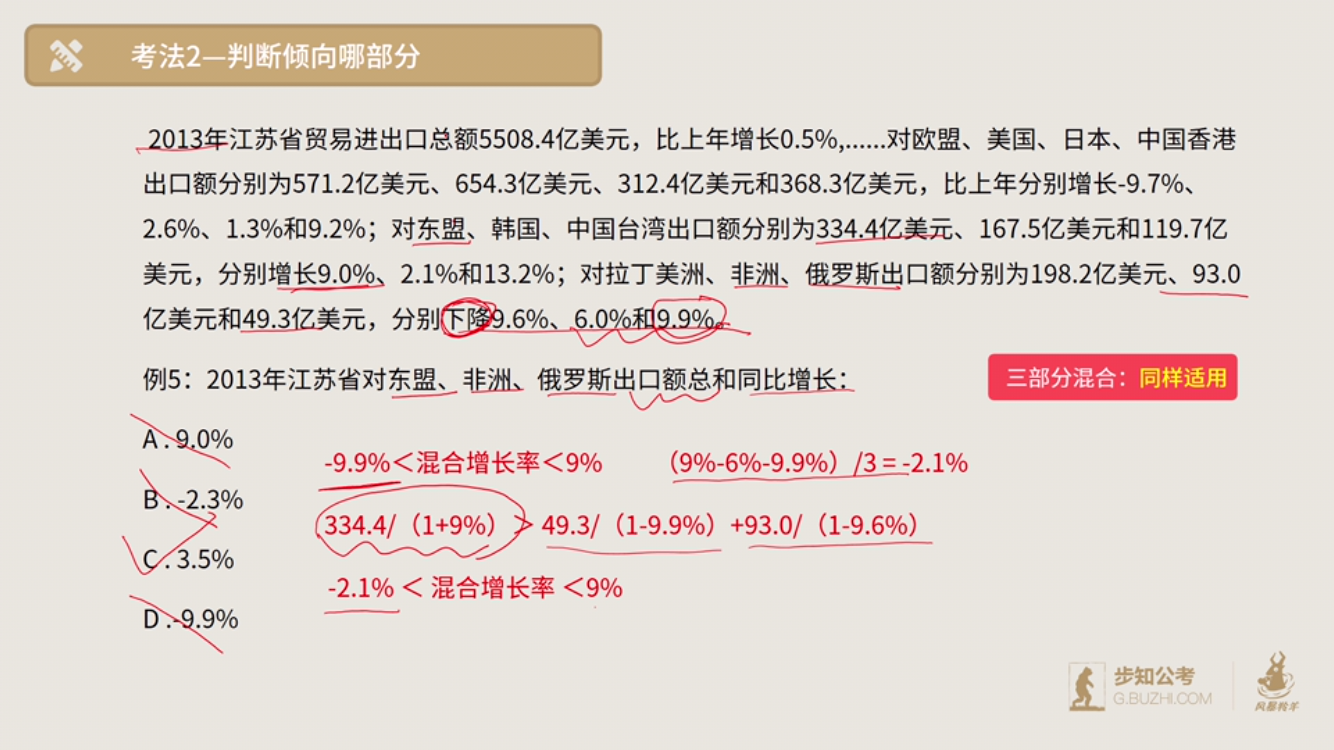 考法2—判断倾向哪部分
2013年江苏省贸易进出口总额5508.4亿美元，比上年增长0.5%,......对欧盟、美国、日本、中国香港
出口额分别为571.2亿美元、654.3亿美元、312.4亿美元和368.3亿美元，比上年分别增长-9.7%、
2.6%、1.3%和9.2%；对东盟、韩国、中国台湾出口额分别为334.4亿美元、167.5亿美元和119.7亿
美元，分别增长9.0%、2.1%和13.2%；对拉丁美洲、非洲、俄罗斯出口额分别为198.2亿美元、93.0
亿美元和49.3亿美元，分别下降9.6%、6.0%和9.9%。
例5：2013年江苏省对东盟、非洲、俄罗斯出口额总和同比增长：
三部分混合：同样适用
A . 9.0%
-9.9%＜混合增长率＜9%
（9%-6%-9.9%）/3 = -2.1%
B . -2.3%
334.4/（1+9%）＞ 49.3/（1-9.9%）+93.0/（1-9.6%）
C . 3.5%
-2.1% ＜ 混合增长率 ＜9%
D .-9.9%
步知公考
G.BUZHI.COM
风暴羚羊